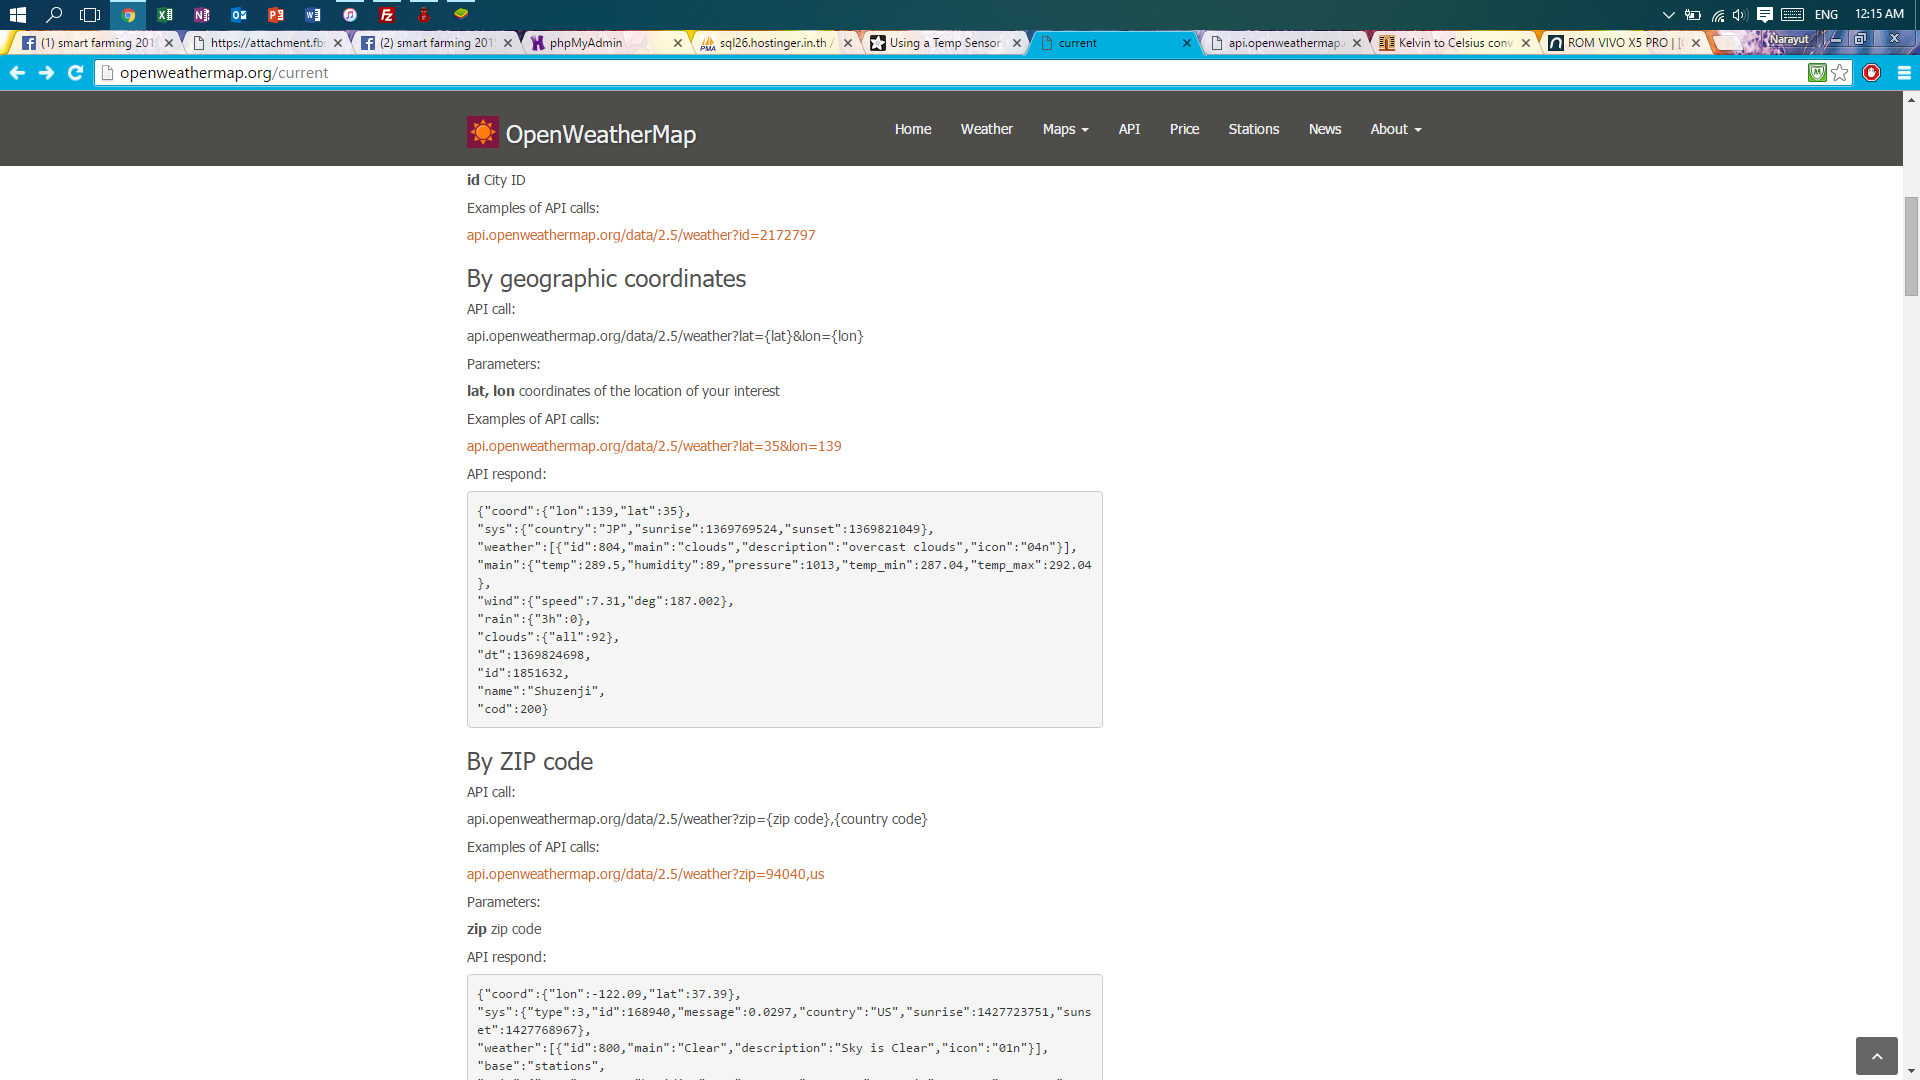 ENG
12:15 AM
(1) smart farming 201
https://attachment.fb
(2) smart farming 201
phpMyAdmin
sql26.hostinger.in.th /
Using a Temp Sensor
current
api.openweathermap.
Kelvin to Celsius conv
ROM VIVO X5 PRO | [
Narayut
openweathermap.org/current
OpenWeatherMap
Home
Weather
Maps
API
Price
Stations
News
About
id City ID
Examples of API calls:
api.openweathermap.org/data/2.5/weather?id=2172797
By geographic coordinates
API call:
api.openweathermap.org/data/2.5/weather?lat={lat}&lon={lon}
Parameters:
lat, lon coordinates of the location of your interest
Examples of API calls:
api.openweathermap.org/data/2.5/weather?lat=35&lon=139
API respond:
{"coord":{"lon":139,"lat":35},
"sys":{"country":"JP","sunrise":1369769524,"sunset":1369821049},
"weather":[{"id":804,"main":"clouds","description":"overcast clouds","icon":"04n"}],
"main":{"temp":289.5,"humidity":89,"pressure":1013,"temp_min":287.04,"temp_max":292.04
},
"wind":{"speed":7.31,"deg":187.002},
"rain":{"3h":0},
"clouds":{"all":92},
"dt":1369824698,
"id":1851632,
"name":"Shuzenji",
"cod":200}
By ZIP code
API call:
api.openweathermap.org/data/2.5/weather?zip={zip code},{country code}
Examples of API calls:
api.openweathermap.org/data/2.5/weather?zip=94040,us
Parameters:
zip zip code
API respond:
{"coord":{"lon":-122.09,"lat":37.39},
"sys":{"type":3,"id":168940,"message":0.0297,"country":"US","sunrise":1427723751,"suns
et":1427768967},
"weather":[{"id":800,"main":"Clear","description":"Sky is Clear","icon":"01n"}],
"base":"stations",